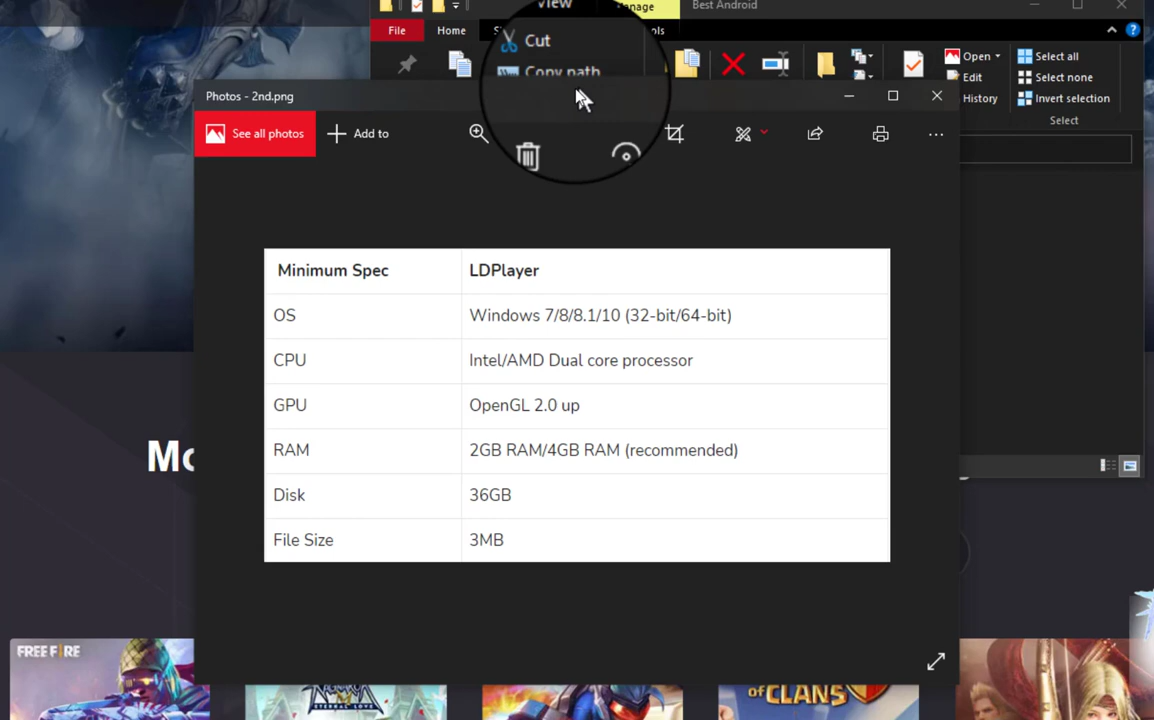 Best Android
File Home
Cut
Copy path
Open
Edit
History
Select all
Select none
Invert selection
Select
Photos - 2nd.png
See all photos
Add to
Minimum Spec LDPlayer
OS Windows 7/8/8.1/10 (32-bit/64-bit)
CPU Intel/AMD Dual core processor
GPU OpenGL 2.0 up
RAM 2GB RAM/4GB RAM (recommended)
Disk 36GB
File Size 3MB
FREE FIRE
RAGNAROK
ETERNAL LOVE
OF CLANS